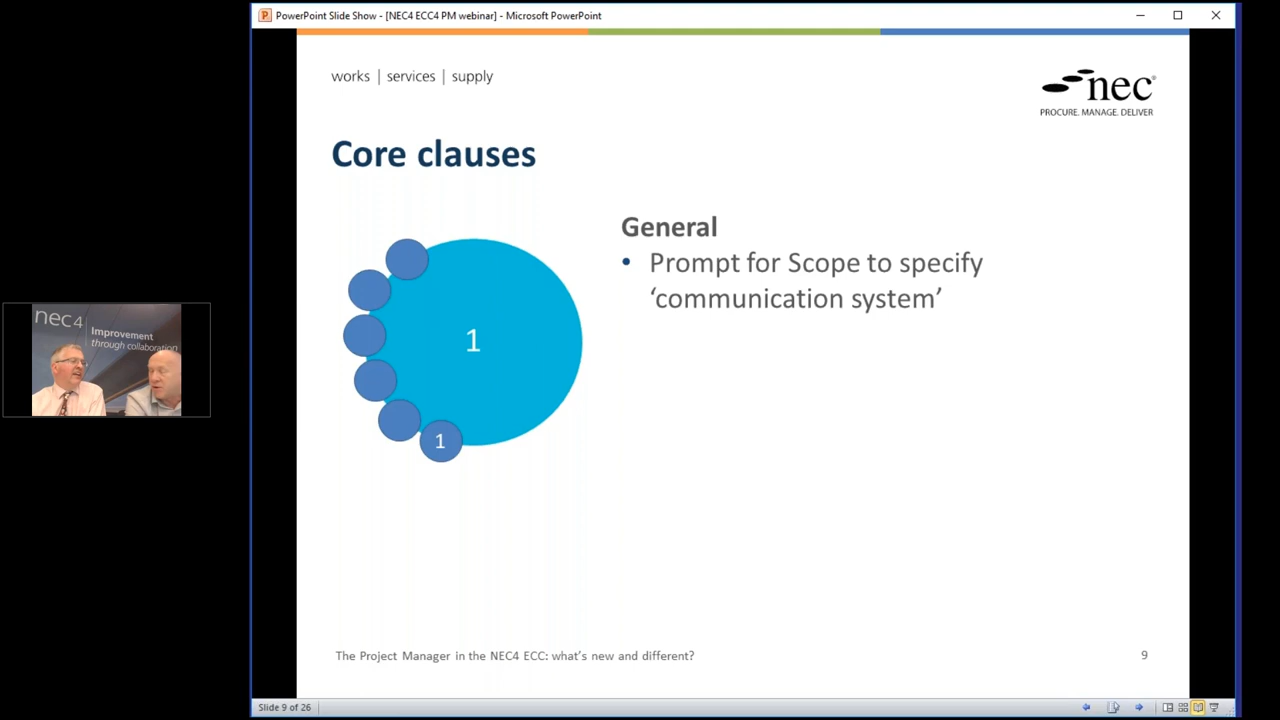 PowerPoint Slide Show - [NEC4 ECC4 PM webinar] - Microsoft PowerPoint
works | services | supply
nec®
PROCURE. MANAGE. DELIVER
Core clauses
General
• Prompt for Scope to specify
‘communication system’
1
1
nec4
Improvement
through collaboration
The Project Manager in the NEC4 ECC: what’s new and different?
9
Slide 9 of 26